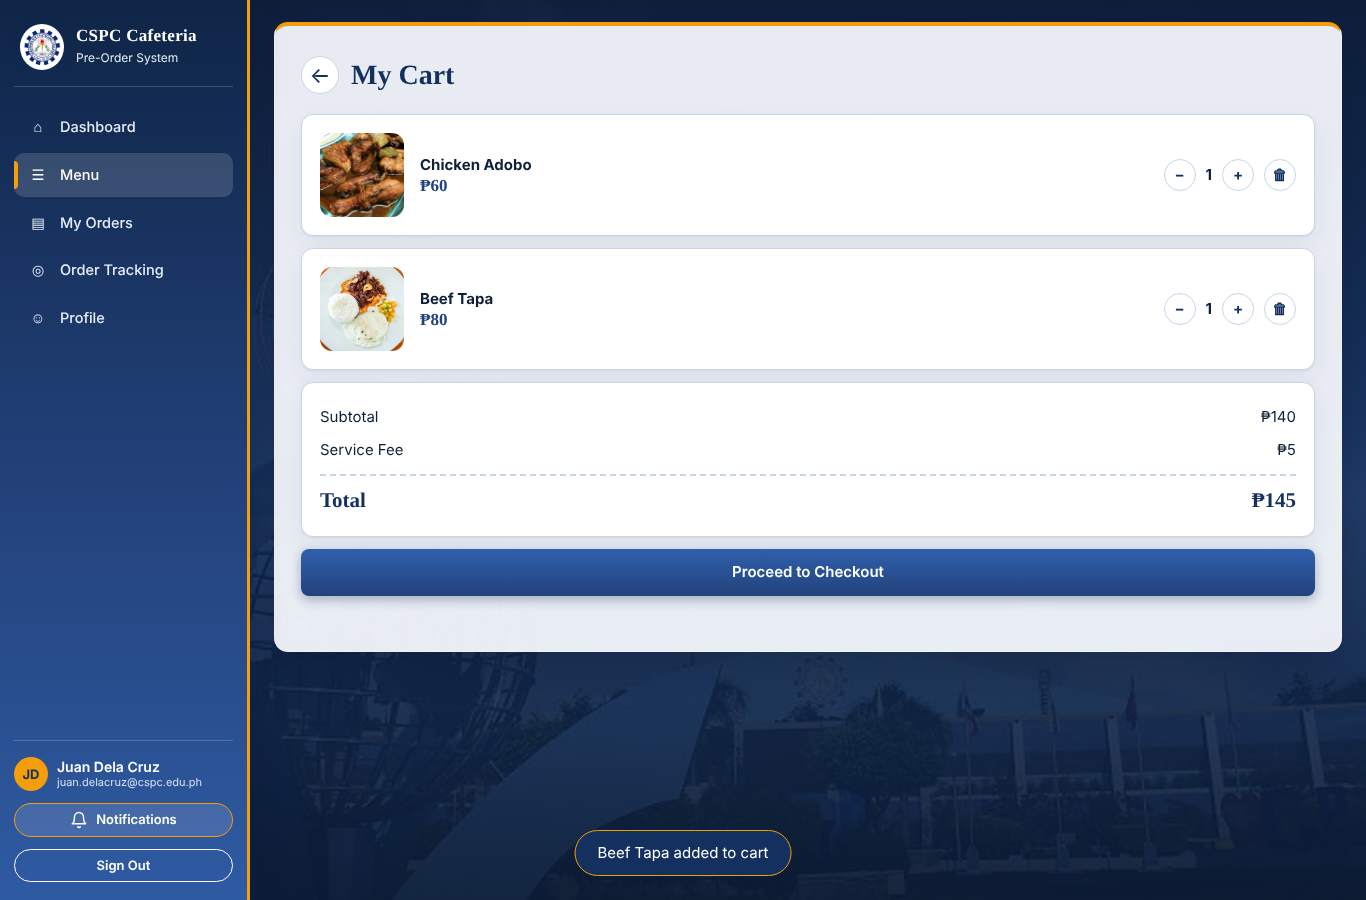 CSPC Cafeteria
Pre-Order System
Dashboard
Menu
My Orders
Order Tracking
Profile
Juan Dela Cruz
juan.delacruz@cspc.edu.ph
JD
Notifications
Sign Out
My Cart
Chicken Adobo
₱60
− 1 +
Beef Tapa
₱80
− 1 +
Subtotal ₱140
Service Fee ₱5
Total ₱145
Proceed to Checkout
Beef Tapa added to cart